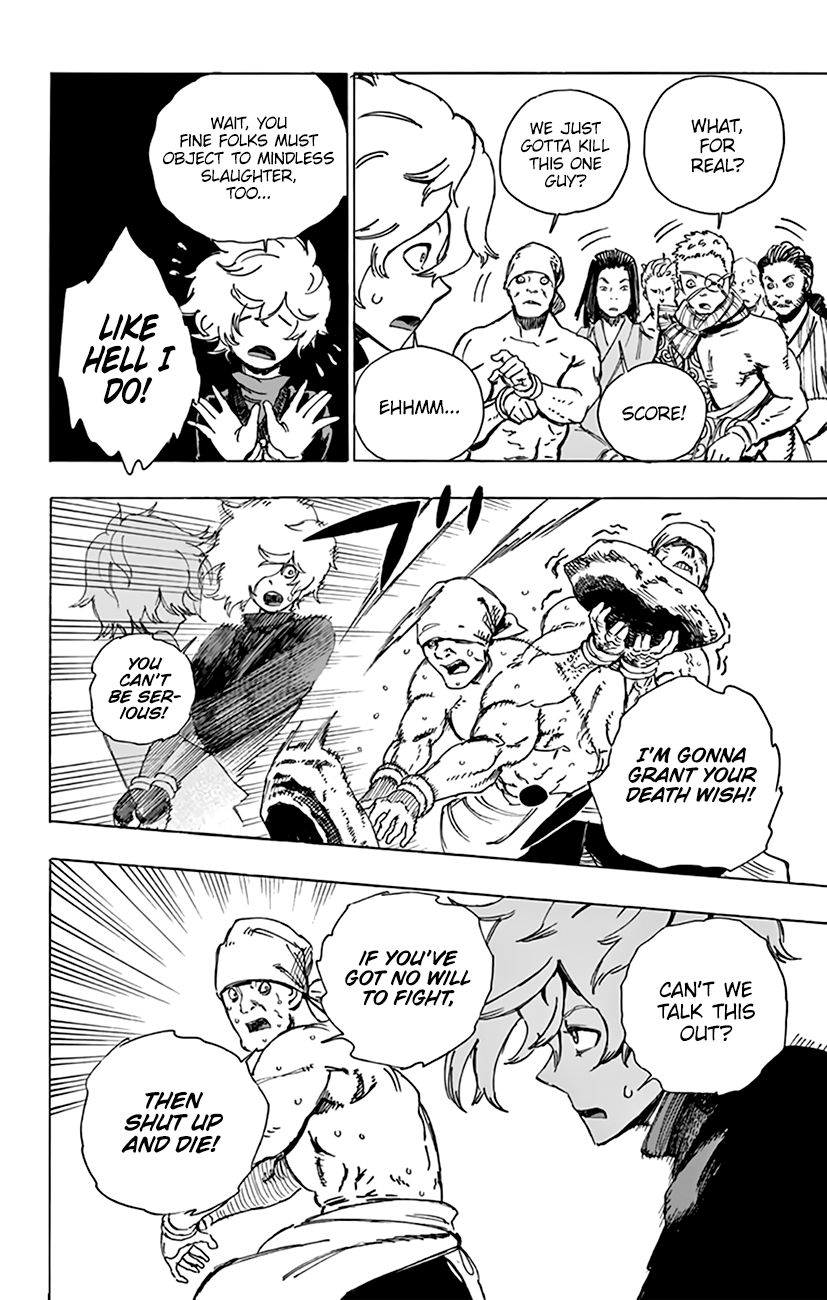 WHAT,
FOR
REAL?
WE JUST
GOTTA KILL
THIS ONE
GUY?
SCORE!
EHHMM...
WAIT, YOU
FINE FOLKS MUST
OBJECT TO MINDLESS
SLAUGHTER,
TOO...
LIKE
HELL I
DO!
I'M GONNA
GRANT YOUR
DEATH WISH!
YOU
CAN'T
BE SER-
IOUS!
CAN'T WE
TALK THIS
OUT?
IF YOU'VE
GOT NO WILL
TO FIGHT,
THEN
SHUT UP
AND DIE!